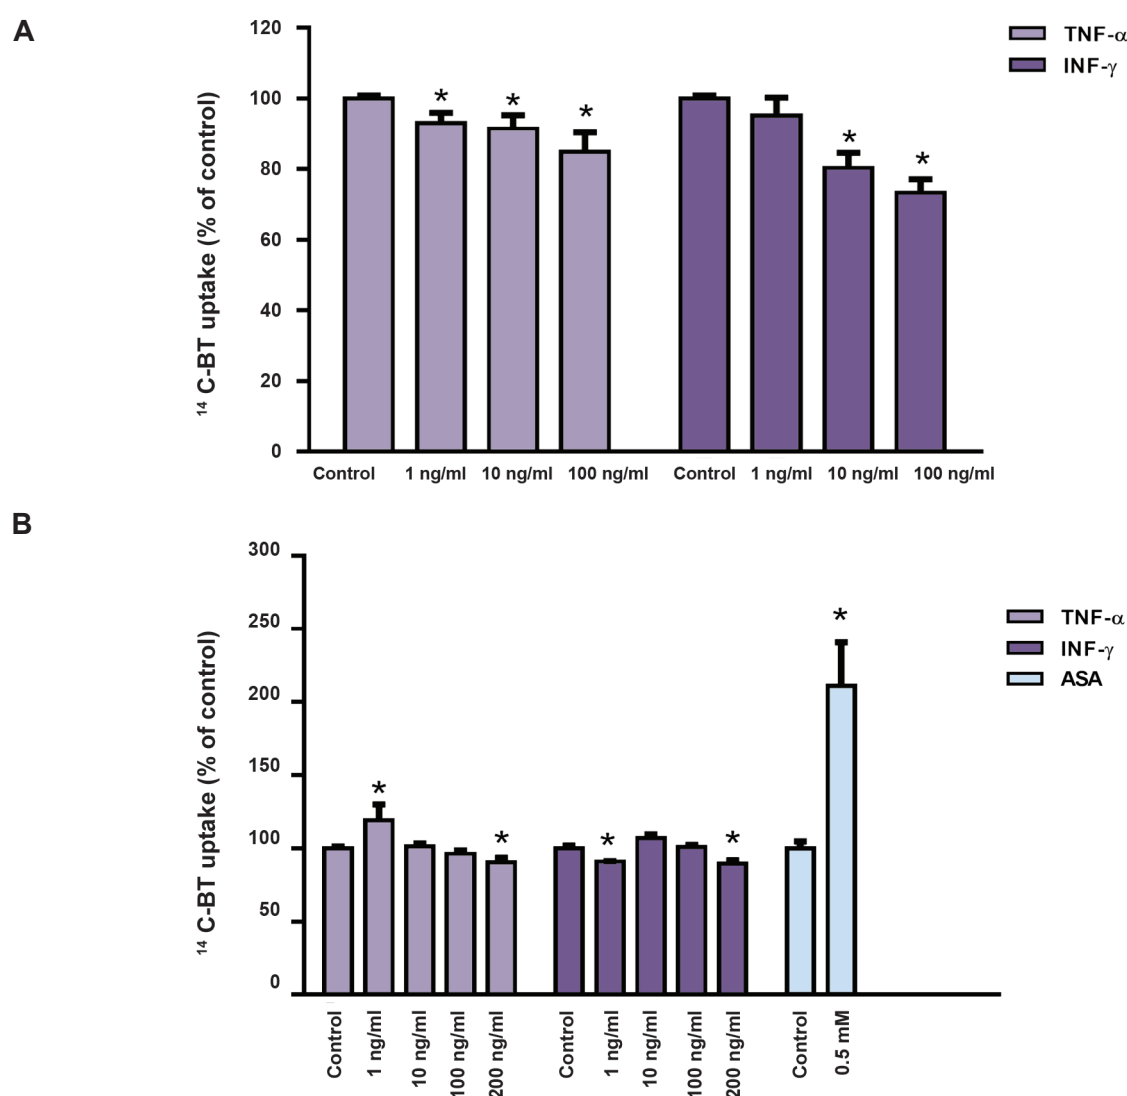 A
120
100
80
60
40
20
0
¹⁴ C-BT uptake (% of control)
* * * * *
Control 1 ng/ml 10 ng/ml 100 ng/ml Control 1 ng/ml 10 ng/ml 100 ng/ml
TNF-α
INF-γ
B
300
250
200
150
100
50
0
¹⁴ C-BT uptake (% of control)
* * * * *
Control 1 ng/ml 10 ng/ml 100 ng/ml 200 ng/ml Control 1 ng/ml 10 ng/ml 100 ng/ml 200 ng/ml Control 0.5 mM
TNF-α
INF-γ
ASA